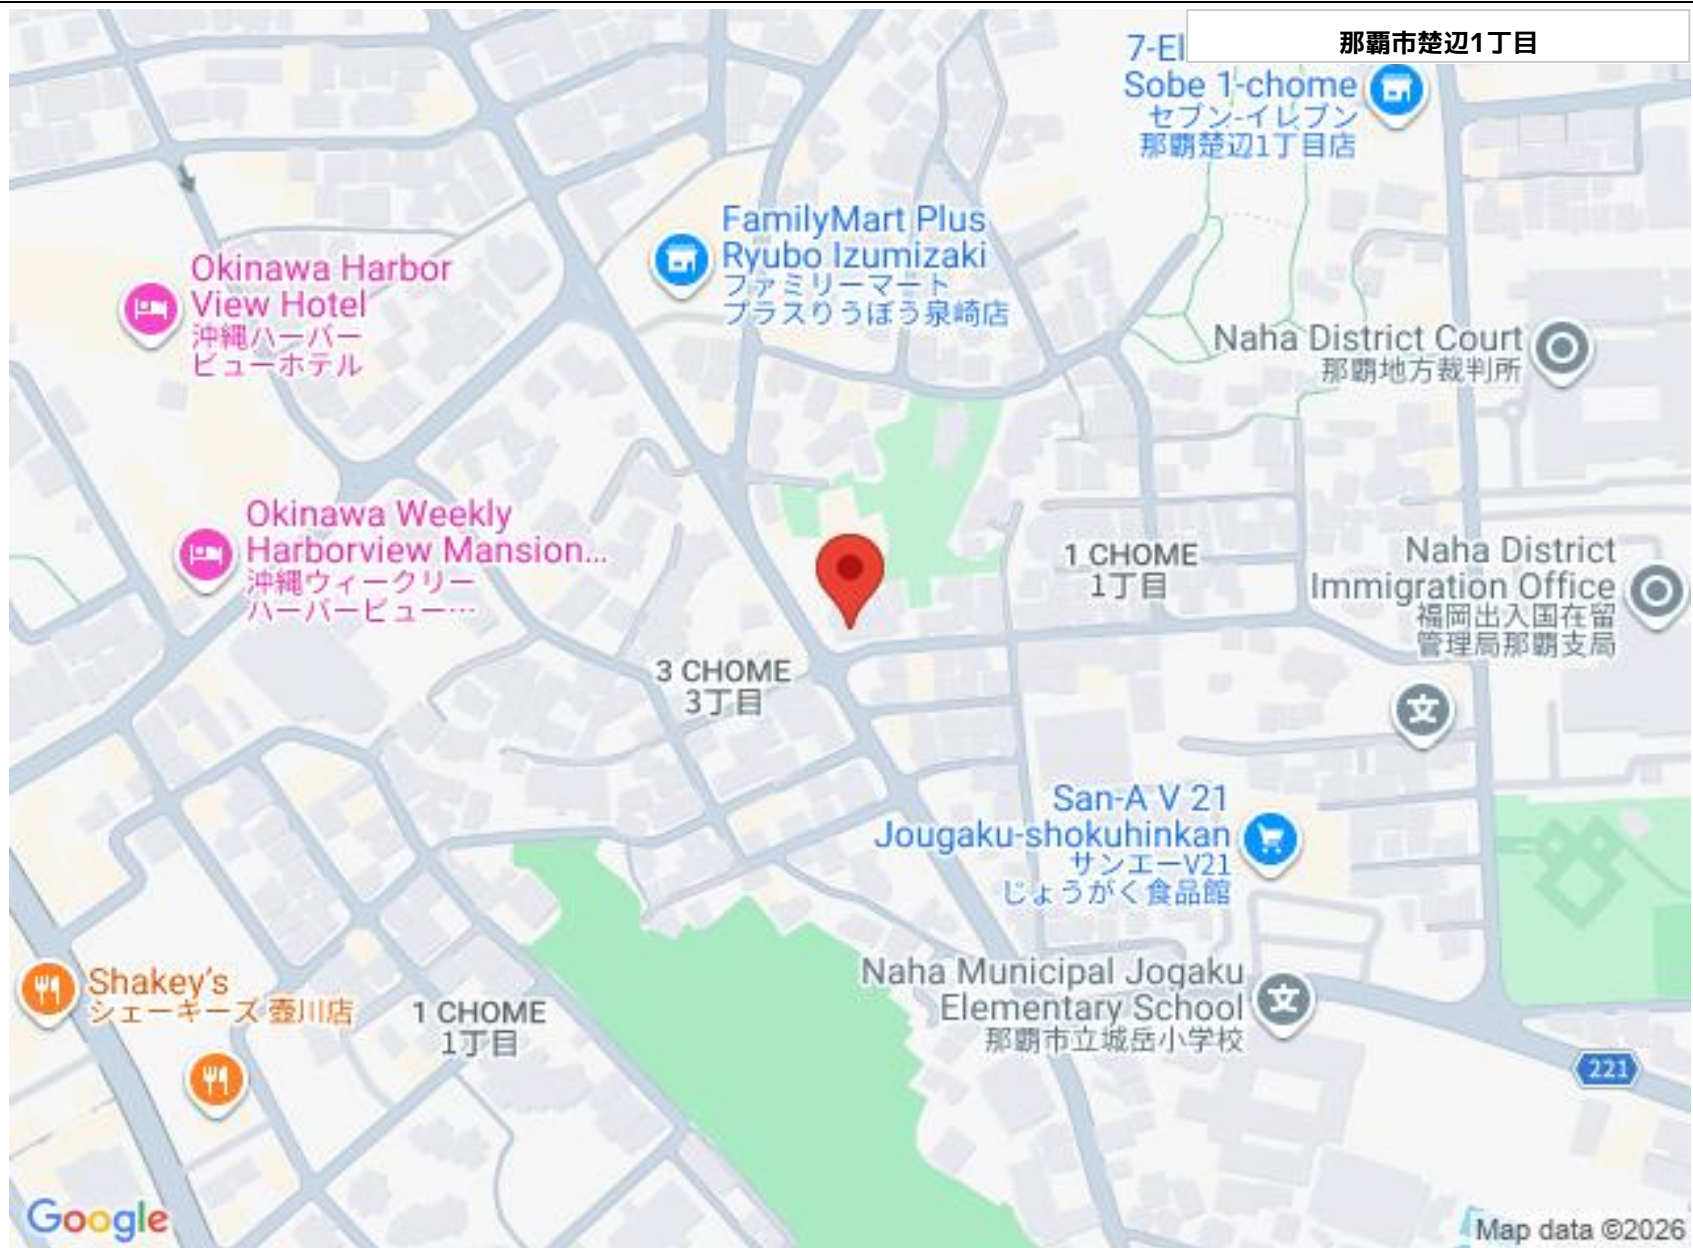 那覇市楚辺1丁目
7-El
Sobe 1-chome
セブン-イレブン
那覇楚辺1丁目店
FamilyMart Plus
Ryubo Izumizaki
ファミリーマート
プラスりうぼう泉崎店
Okinawa Harbor
View Hotel
沖縄ハーバー
ビューホテル
Naha District Court
那覇地方裁判所
Okinawa Weekly
Harborview Mansion...
沖縄ウィークリー
ハーバービュー…
1 CHOME
1丁目
Naha District
Immigration Office
福岡出入国在留
管理局那覇支局
3 CHOME
3丁目
文
San-A V 21
Jougaku-shokuhinkan
サンエーV21
じょうがく食品館
Naha Municipal Jogaku
Elementary School
那覇市立城岳小学校
文
Shakey's
シェーキーズ 壺川店
1 CHOME
1丁目
221
Google
Map data ©2026